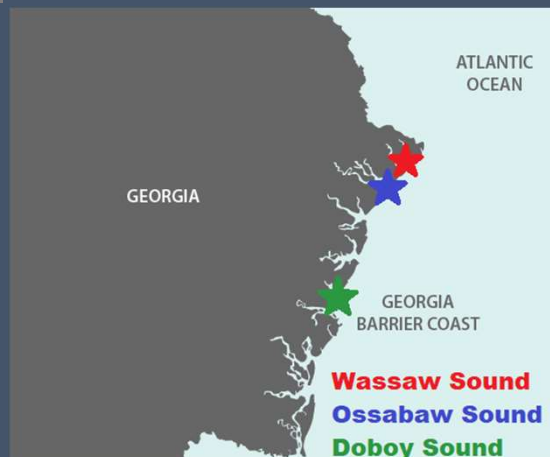 ATLANTIC
OCEAN
GEORGIA
GEORGIA
BARRIER COAST
Wassaw Sound
Ossabaw Sound
Doboy Sound